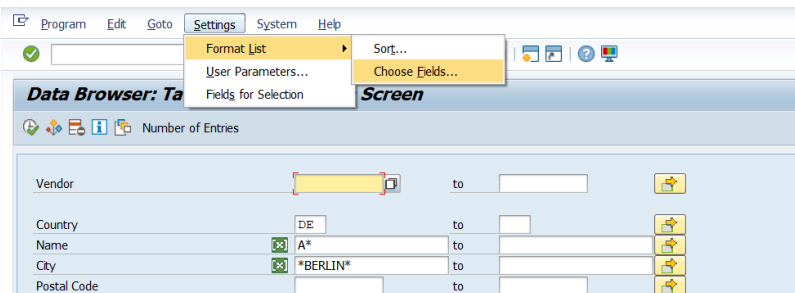 Program Edit Goto Settings System Help
Format List Sort...
User Parameters... Choose Fields...
Fields for Selection
Data Browser: Ta Screen
Number of Entries
Vendor to
Country DE to
Name A* to
City *BERLIN* to
Postal Code to